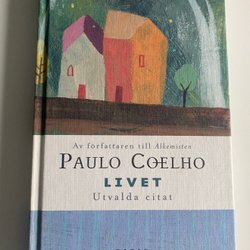 Av författaren till Alkemisten
PAULO COELHO
LIVET
Utvalda citat